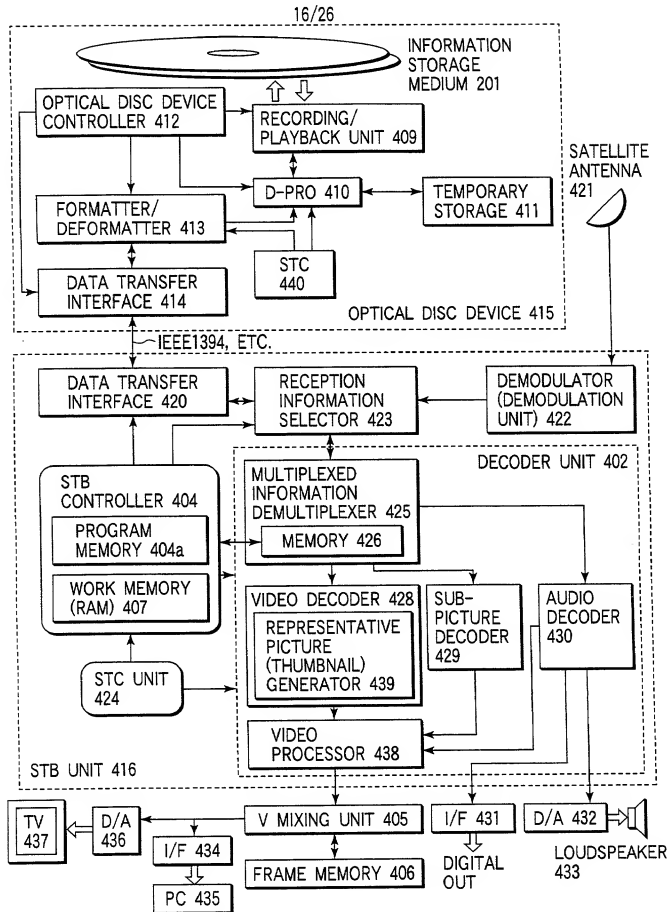 16/26
INFORMATION
STORAGE
MEDIUM 201
OPTICAL DISC DEVICE
CONTROLLER 412
RECORDING/
PLAYBACK UNIT 409
SATELLITE
ANTENNA
421
D-PRO 410
TEMPORARY
STORAGE 411
FORMATTER/
DEFORMATTER 413
STC
440
DATA TRANSFER
INTERFACE 414
OPTICAL DISC DEVICE 415
IEEE1394, ETC.
DATA TRANSFER
INTERFACE 420
RECEPTION
INFORMATION
SELECTOR 423
DEMODULATOR
(DEMODULATION
UNIT) 422
DECODER UNIT 402
STB
CONTROLLER 404
PROGRAM
MEMORY 404a
WORK MEMORY
(RAM) 407
MULTIPLEXED
INFORMATION
DEMULTIPLEXER 425
MEMORY 426
VIDEO DECODER 428
REPRESENTATIVE
PICTURE
(THUMBNAIL)
GENERATOR 439
SUB-
PICTURE
DECODER
429
AUDIO
DECODER
430
STC UNIT
424
VIDEO
PROCESSOR 438
STB UNIT 416
TV
437
D/A
436
V MIXING UNIT 405
I/F 431
D/A 432
I/F 434
DIGITAL
OUT
LOUDSPEAKER
433
FRAME MEMORY 406
PC 435